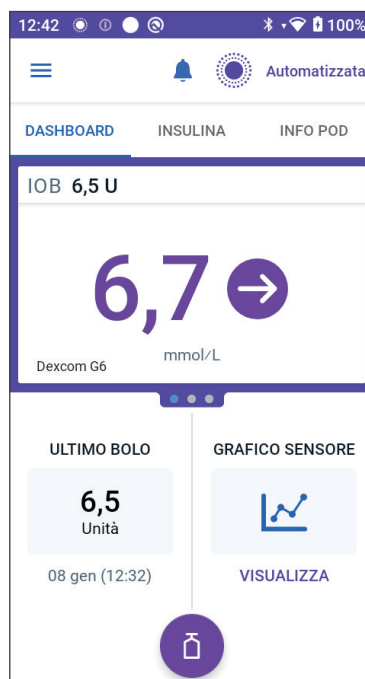 12:42 100%
Automatizzata
DASHBOARD INSULINA INFO POD
IOB 6,5 U
6,7
mmol/L
Dexcom G6
ULTIMO BOLO
6,5
Unità
08 gen (12:32)
GRAFICO SENSORE
VISUALIZZA